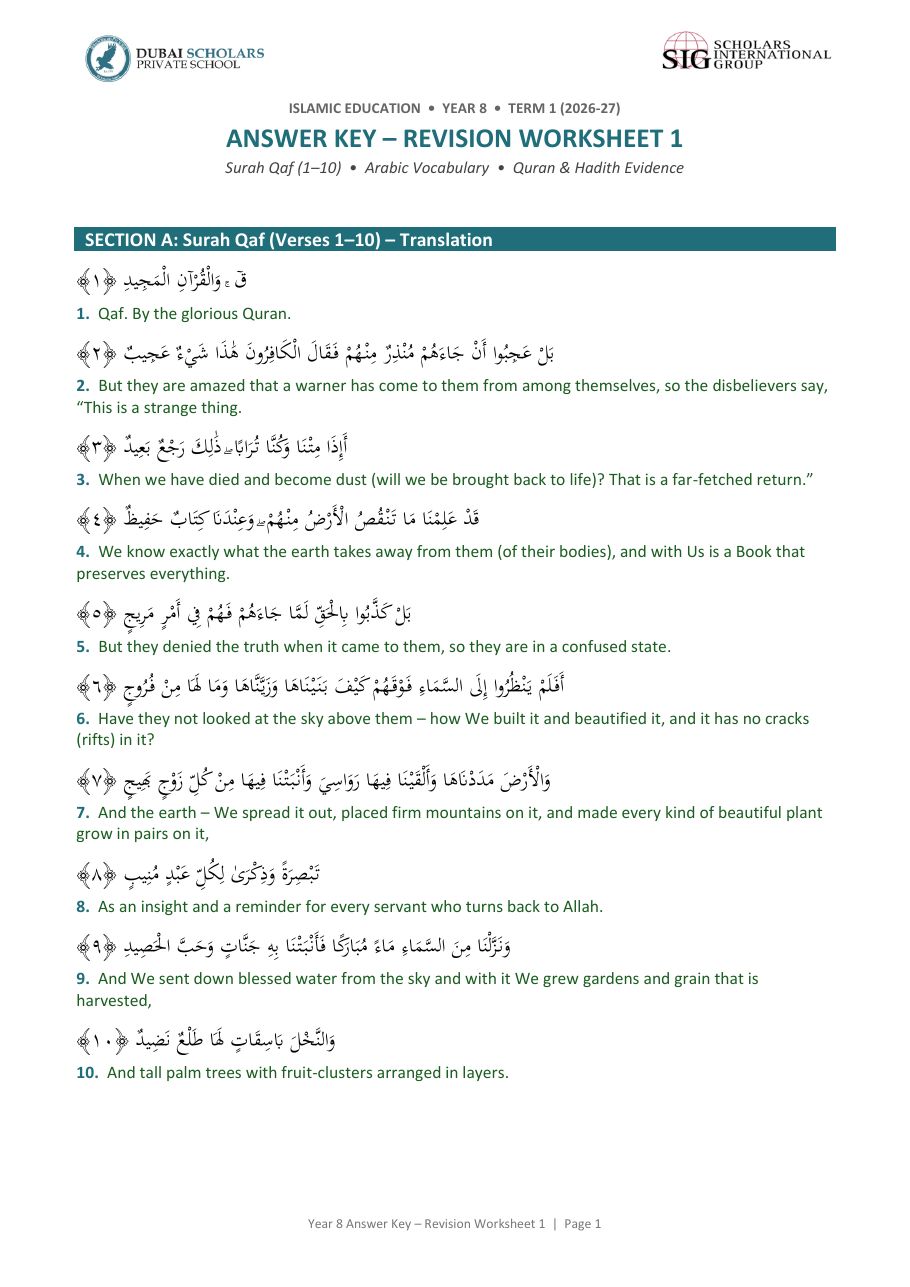 DUBAI SCHOLARS
PRIVATE SCHOOL
SIG SCHOLARS
INTERNATIONAL
GROUP
ISLAMIC EDUCATION • YEAR 8 • TERM 1 (2026-27)
ANSWER KEY – REVISION WORKSHEET 1
Surah Qaf (1–10) • Arabic Vocabulary • Quran & Hadith Evidence
SECTION A: Surah Qaf (Verses 1–10) – Translation
قٓ ۚ وَالْقُرْآنِ الْمَجِيدِ ﴿١﴾
1. Qaf. By the glorious Quran.
بَلْ عَجِبُوا أَنْ جَاءَهُمْ مُنْذِرٌ مِنْهُمْ فَقَالَ الْكَافِرُونَ هَٰذَا شَيْءٌ عَجِيبٌ ﴿٢﴾
2. But they are amazed that a warner has come to them from among themselves, so the disbelievers say,
“This is a strange thing.
أَإِذَا مِتْنَا وَكُنَّا تُرَابًا ۖ ذَٰلِكَ رَجْعٌ بَعِيدٌ ﴿٣﴾
3. When we have died and become dust (will we be brought back to life)? That is a far-fetched return.”
قَدْ عَلِمْنَا مَا تَنْقُصُ الْأَرْضُ مِنْهُمْ ۖ وَعِنْدَنَا كِتَابٌ حَفِيظٌ ﴿٤﴾
4. We know exactly what the earth takes away from them (of their bodies), and with Us is a Book that
preserves everything.
بَلْ كَذَّبُوا بِالْحَقِّ لَمَّا جَاءَهُمْ فَهُمْ فِي أَمْرٍ مَرِيجٍ ﴿٥﴾
5. But they denied the truth when it came to them, so they are in a confused state.
أَفَلَمْ يَنْظُرُوا إِلَى السَّمَاءِ فَوْقَهُمْ كَيْفَ بَنَيْنَاهَا وَزَيَّنَّاهَا وَمَا لَهَا مِنْ فُرُوجٍ ﴿٦﴾
6. Have they not looked at the sky above them – how We built it and beautified it, and it has no cracks
(rifts) in it?
وَالْأَرْضَ مَدَدْنَاهَا وَأَلْقَيْنَا فِيهَا رَوَاسِيَ وَأَنْبَتْنَا فِيهَا مِنْ كُلِّ زَوْجٍ بَهِيجٍ ﴿٧﴾
7. And the earth – We spread it out, placed firm mountains on it, and made every kind of beautiful plant
grow in pairs on it,
تَبْصِرَةً وَذِكْرَىٰ لِكُلِّ عَبْدٍ مُنِيبٍ ﴿٨﴾
8. As an insight and a reminder for every servant who turns back to Allah.
وَنَزَّلْنَا مِنَ السَّمَاءِ مَاءً مُبَارَكًا فَأَنْبَتْنَا بِهِ جَنَّاتٍ وَحَبَّ الْحَصِيدِ ﴿٩﴾
9. And We sent down blessed water from the sky and with it We grew gardens and grain that is
harvested,
وَالنَّخْلَ بَاسِقَاتٍ لَهَا طَلْعٌ نَضِيدٌ ﴿١٠﴾
10. And tall palm trees with fruit-clusters arranged in layers.
Year 8 Answer Key – Revision Worksheet 1 | Page 1